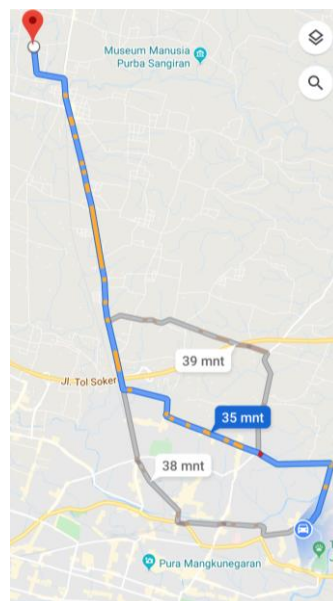 Museum Manusia
Purba Sangiran
39 mnt
Jl. Tol Soker
35 mnt
38 mnt
Pura Mangkunegaran